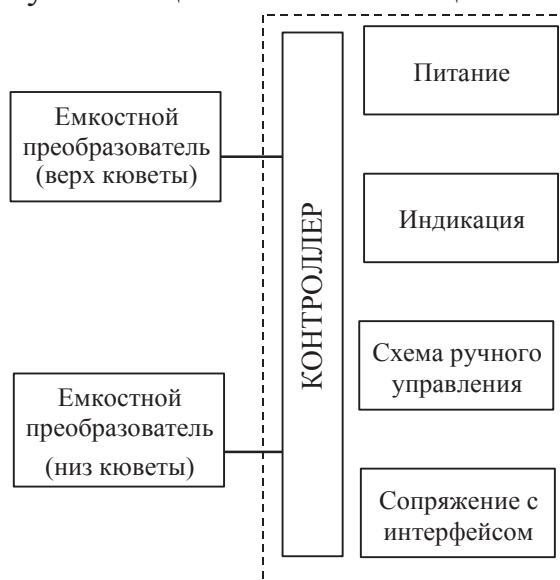 Емкостной
преобразователь
(верх кюветы)
Емкостной
преобразователь
(низ кюветы)
КОНТРОЛЛЕР
Питание
Индикация
Схема ручного
управления
Сопряжение с
интерфейсом